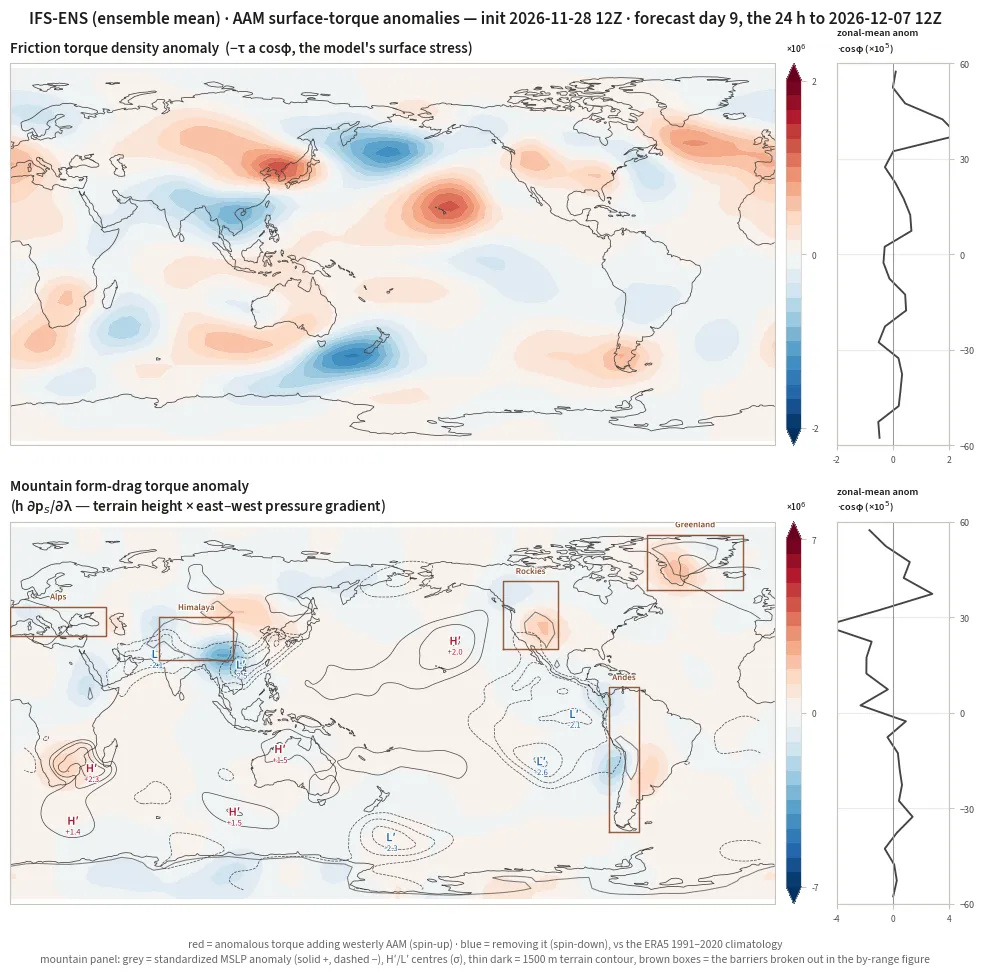 IFS-ENS (ensemble mean) · AAM surface-torque anomalies — init 2026-11-28 12Z · forecast day 9, the 24 h to 2026-12-07 12Z
Friction torque density anomaly (−τ a cosφ, the model's surface stress)
×10⁶
zonal-mean anom
·cosφ (×10⁵)
2
0
-2
60
30
0
−30
−60
-2
0
2
Mountain form-drag torque anomaly
(h ∂pₛ/∂λ — terrain height × east–west pressure gradient)
×10⁶
zonal-mean anom
·cosφ (×10⁵)
Greenland
Rockies
Alps
Himalaya
Andes
H'
+2.0
L'
L'
L'
-2.1
L'
-2.6
H'
+1.5
H'
+2.3
H'
+1.4
H'
+1.5
L'
-2.3
7
0
-7
60
30
0
−30
−60
-4
0
4
red = anomalous torque adding westerly AAM (spin-up) · blue = removing it (spin-down), vs the ERA5 1991–2020 climatology
mountain panel: grey = standardized MSLP anomaly (solid +, dashed −), H'/L' centres (σ), thin dark = 1500 m terrain contour, brown boxes = the barriers broken out in the by-range figure